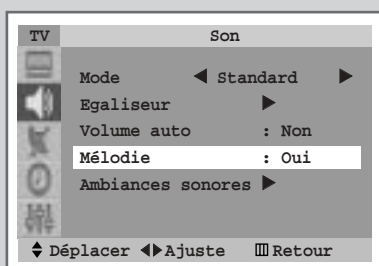 TV Son
Mode ◀ Standard ▶
Egaliseur ▶
Volume auto : Non
Mélodie : Oui
Ambiances sonores ▶
Déplacer ◀▶Ajuste Retour